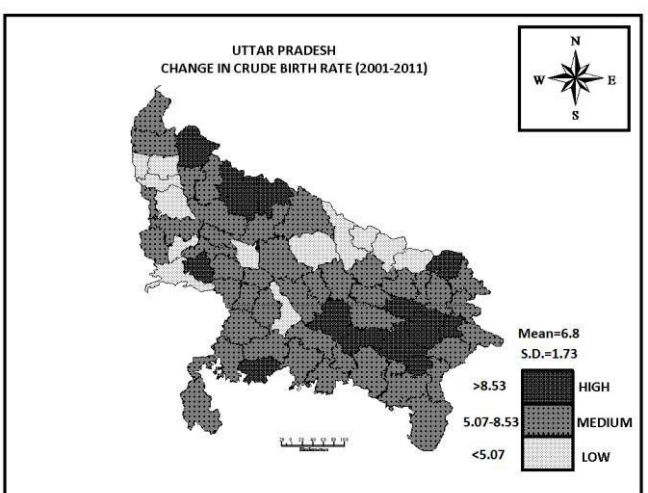 UTTAR PRADESH
CHANGE IN CRUDE BIRTH RATE (2001-2011)
N
W E
S
Mean=6.8
S.D.=1.73
>8.53 HIGH
5.07-8.53 MEDIUM
<5.07 LOW